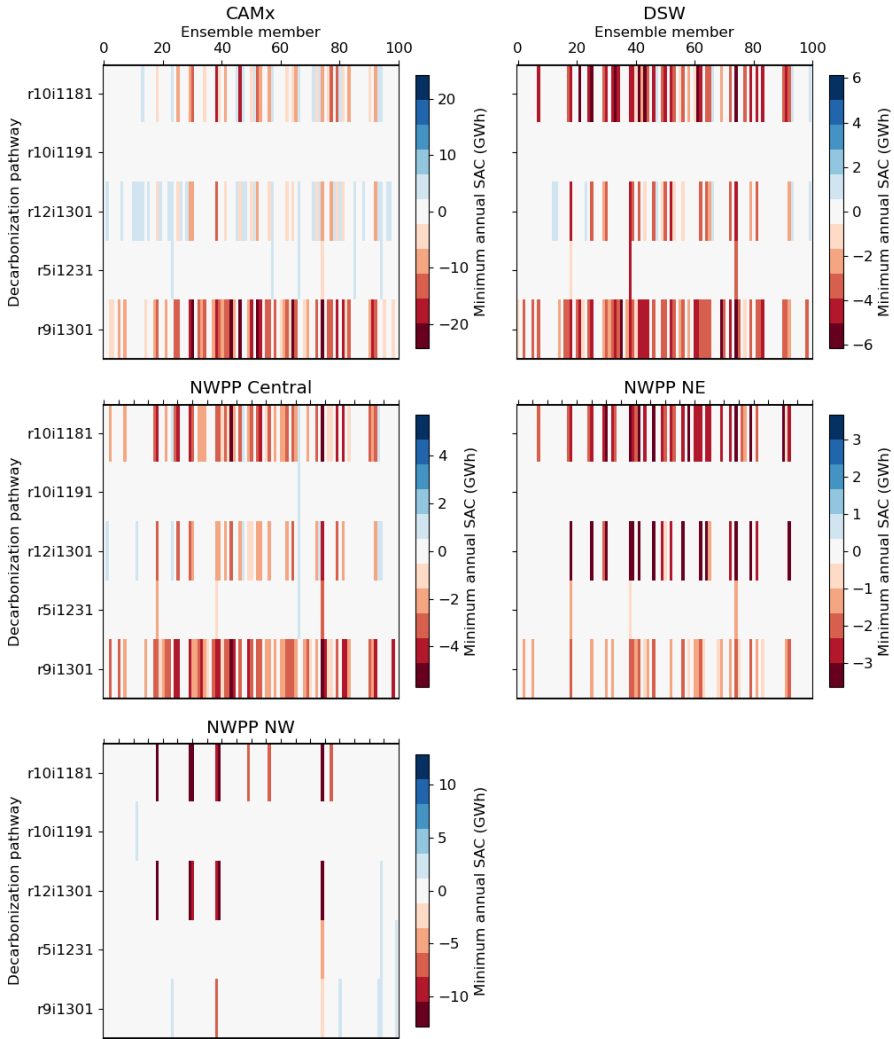 CAMx
Ensemble member
0 20 40 60 80 100
Decarbonization pathway
r10i1181
r10i1191
r12i1301
r5i1231
r9i1301
20
10
0
−10
−20
Minimum annual SAC (GWh)
DSW
Ensemble member
0 20 40 60 80 100
6
4
2
0
−2
−4
−6
Minimum annual SAC (GWh)
NWPP Central
Decarbonization pathway
r10i1181
r10i1191
r12i1301
r5i1231
r9i1301
4
2
0
−2
−4
Minimum annual SAC (GWh)
NWPP NE
3
2
1
0
−1
−2
−3
Minimum annual SAC (GWh)
NWPP NW
Decarbonization pathway
r10i1181
r10i1191
r12i1301
r5i1231
r9i1301
10
5
0
−5
−10
Minimum annual SAC (GWh)